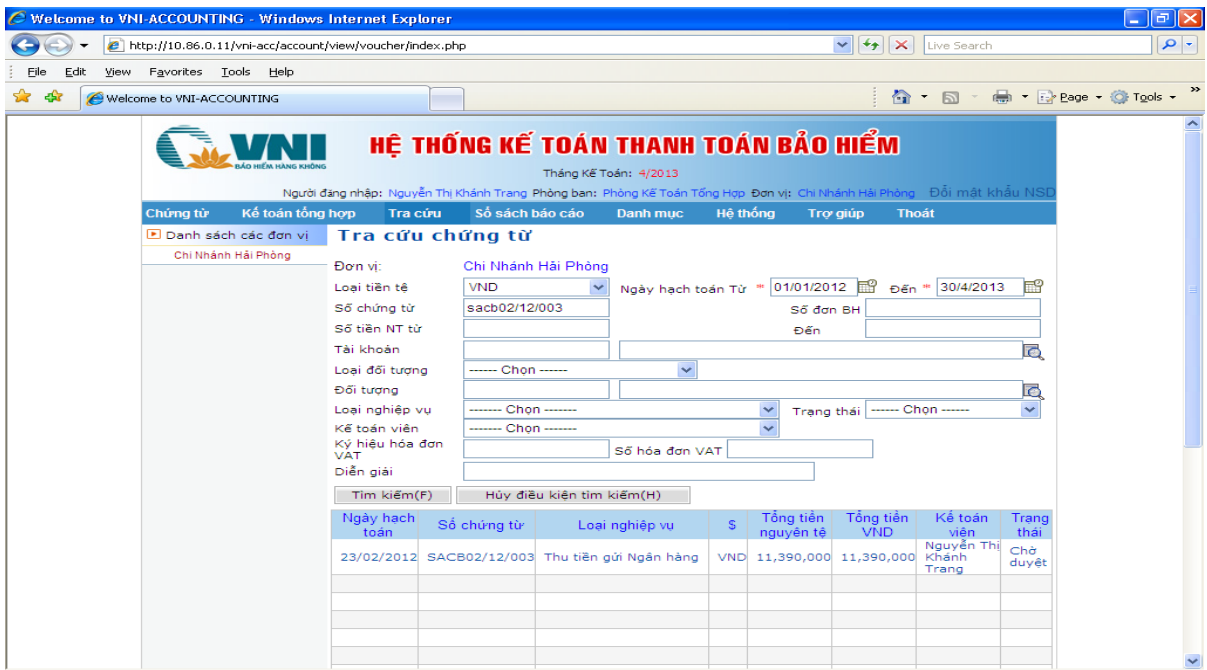 Welcome to VNI-ACCOUNTING - Windows Internet Explorer
http://10.86.0.11/vni-acc/account/view/voucher/index.php
Live Search
File Edit View Favorites Tools Help
Welcome to VNI-ACCOUNTING
Page Tools
VNI
BẢO HIỂM HÀNG KHÔNG
HỆ THỐNG KẾ TOÁN THANH TOÁN BẢO HIỂM
Tháng Kế Toán: 4/2013
Người đăng nhập: Nguyễn Thị Khánh Trang Phòng ban: Phòng Kế Toán Tổng Hợp Đơn vị: Chi Nhánh Hải Phòng Đổi mật khẩu NSD
Chứng từ Kế toán tổng hợp Tra cứu Sổ sách báo cáo Danh mục Hệ thống Trợ giúp Thoát
Danh sách các đơn vị
Chi Nhánh Hải Phòng
Tra cứu chứng từ
Đơn vị: Chi Nhánh Hải Phòng
Loại tiền tệ VND Ngày hạch toán Từ * 01/01/2012 Đến * 30/4/2013
Số chứng từ sacb02/12/003 Số đơn BH
Số tiền NT từ Đến
Tài khoản
Loại đối tượng ------ Chọn ------
Đối tượng
Loại nghiệp vụ ------- Chọn ------- Trạng thái ------ Chọn ------
Kế toán viên ------- Chọn -------
Ký hiệu hóa đơn VAT Số hóa đơn VAT
Diễn giải
Tìm kiếm(F) Hủy điều kiện tìm kiếm(H)
Ngày hạch toán Số chứng từ Loại nghiệp vụ $ Tổng tiền nguyên tệ Tổng tiền VND Kế toán viên Trạng thái
23/02/2012 SACB02/12/003 Thu tiền gửi Ngân hàng VND 11,390,000 11,390,000 Nguyễn Thị Khánh Trang Chờ duyệt